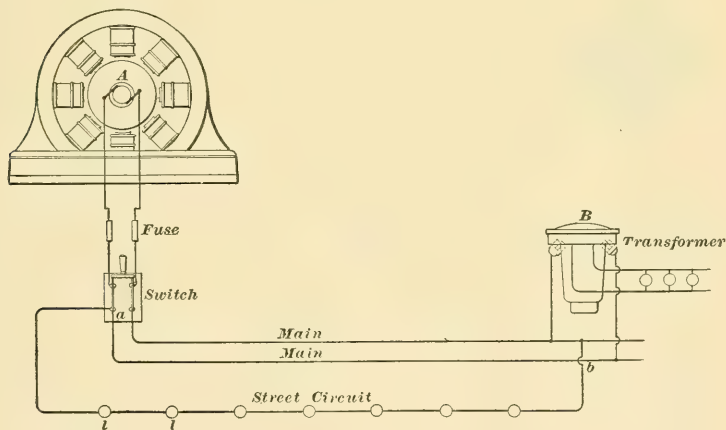 A
Fuse
B
Transformer
Switch
a
Main
Main
b
Street Circuit
l
l